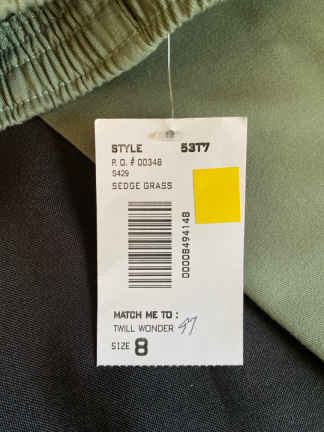 STYLE 53T7
P.O. # 00348
S429
SEDGE GRASS
0000849414B
MATCH ME TO :
TWILL WONDER
SIZE 8